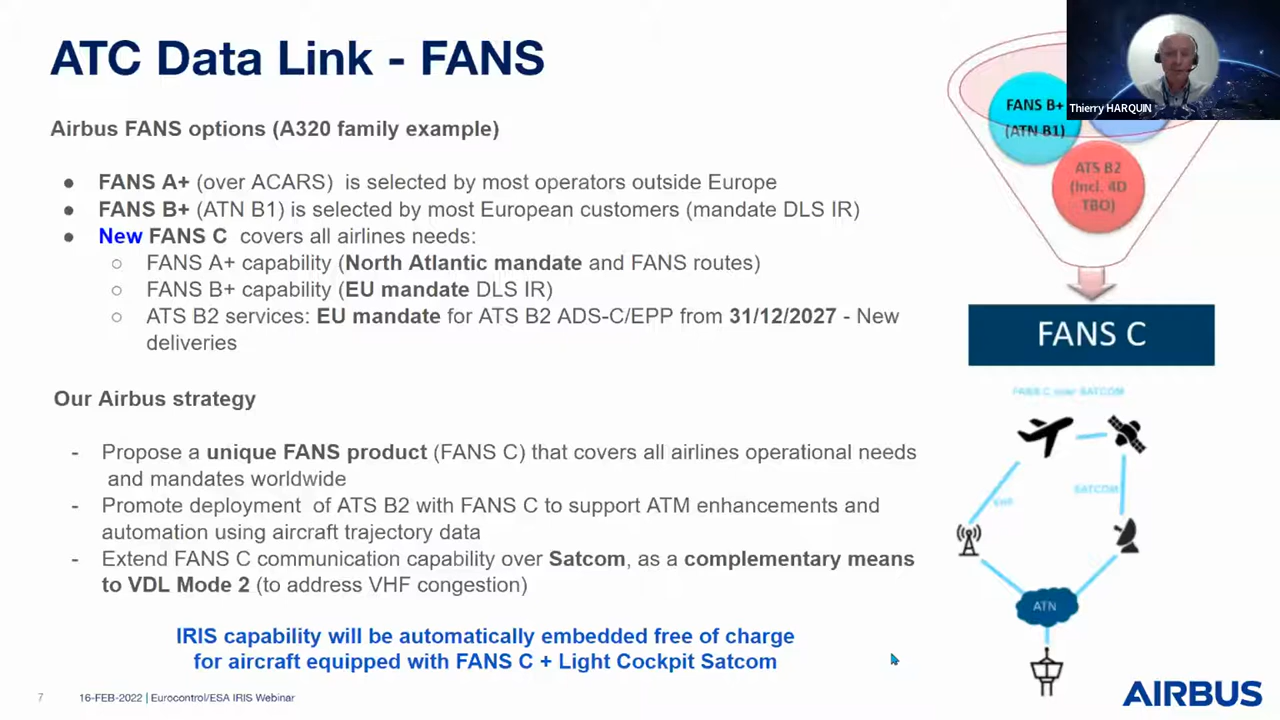 ATC Data Link - FANS
Airbus FANS options (A320 family example)
● FANS A+ (over ACARS) is selected by most operators outside Europe
● FANS B+ (ATN B1) is selected by most European customers (mandate DLS IR)
● New FANS C covers all airlines needs:
○ FANS A+ capability (North Atlantic mandate and FANS routes)
○ FANS B+ capability (EU mandate DLS IR)
○ ATS B2 services: EU mandate for ATS B2 ADS-C/EPP from 31/12/2027 - New
deliveries
Our Airbus strategy
- Propose a unique FANS product (FANS C) that covers all airlines operational needs
and mandates worldwide
- Promote deployment of ATS B2 with FANS C to support ATM enhancements and
automation using aircraft trajectory data
- Extend FANS C communication capability over Satcom, as a complementary means
to VDL Mode 2 (to address VHF congestion)
IRIS capability will be automatically embedded free of charge
for aircraft equipped with FANS C + Light Cockpit Satcom
Thierry HARQUIN
FANS B+
(ATN B1)
ATS B2
(Incl. 4D
TBO)
FANS C
FANS C over SATCOM
VHF
SATCOM
ATN
7 16-FEB-2022 | Eurocontrol/ESA IRIS Webinar
AIRBUS